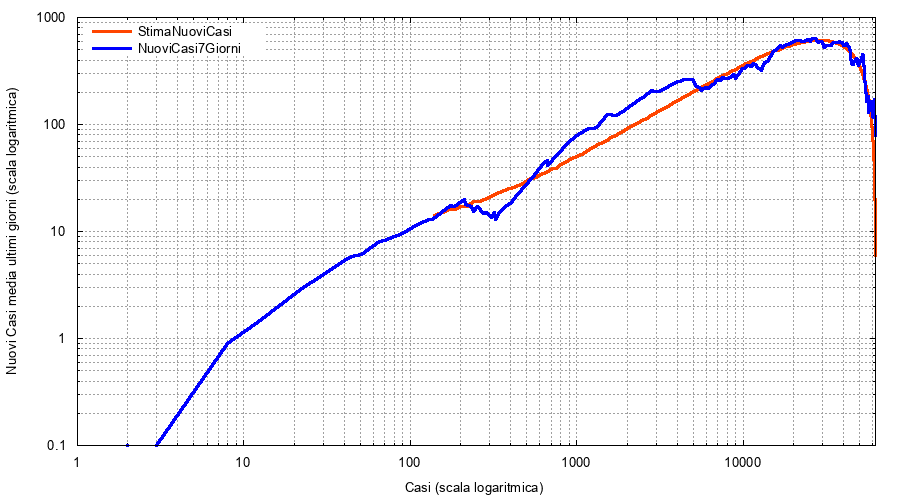 StimaNuoviCasi
NuoviCasi7Giorni
Nuovi Casi media ultimi giorni (scala logaritmica)
1000
100
10
1
0.1
1
10
100
1000
10000
Casi (scala logaritmica)